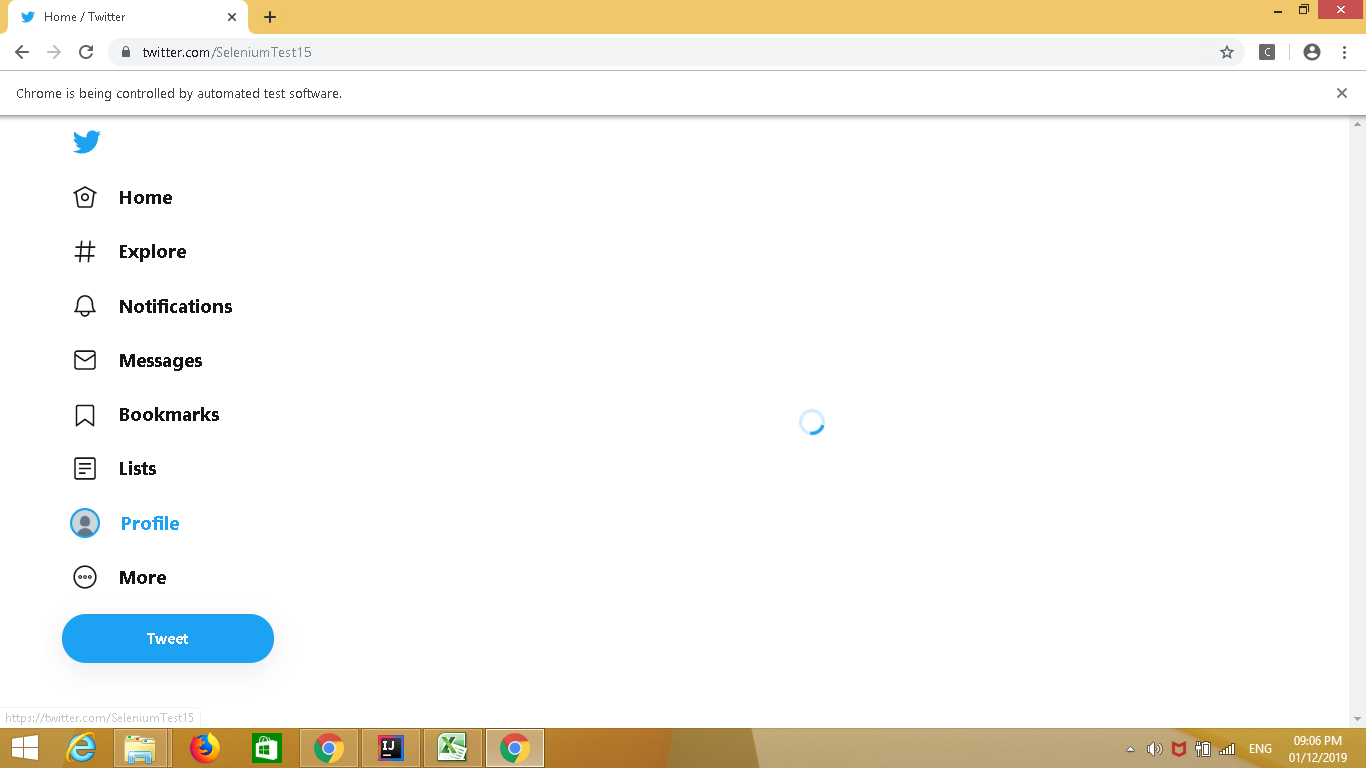 Home / Twitter
twitter.com/SeleniumTest15
C
Chrome is being controlled by automated test software.
Home
Explore
Notifications
Messages
Bookmarks
Lists
Profile
More
Tweet
https://twitter.com/SeleniumTest15
IJ
ENG
09:06 PM
01/12/2019